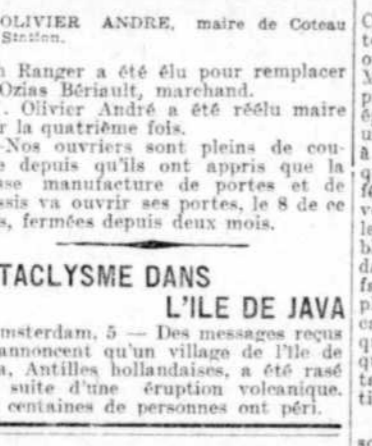 OLIVIER ANDRE, maire de Coteau
Station.
Ranger a été élu pour remplacer
Ozias Bériault, marchand.
. Olivier André a été réélu maire
r la quatrième fois.
-Nos ouvriers sont pleins de cou-
e depuis qu'ils ont appris que la
se manufacture de portes et de
ssis va ouvrir ses portes, le 8 de ce
s, fermées depuis deux mois.
TACLYSME DANS
L'ILE DE JAVA
msterdam, 5 — Des messages reçus
annoncent qu'un village de l'île de
a, Antilles hollandaises, a été rasé
suite d'une éruption volcanique.
centaines de personnes ont péri.